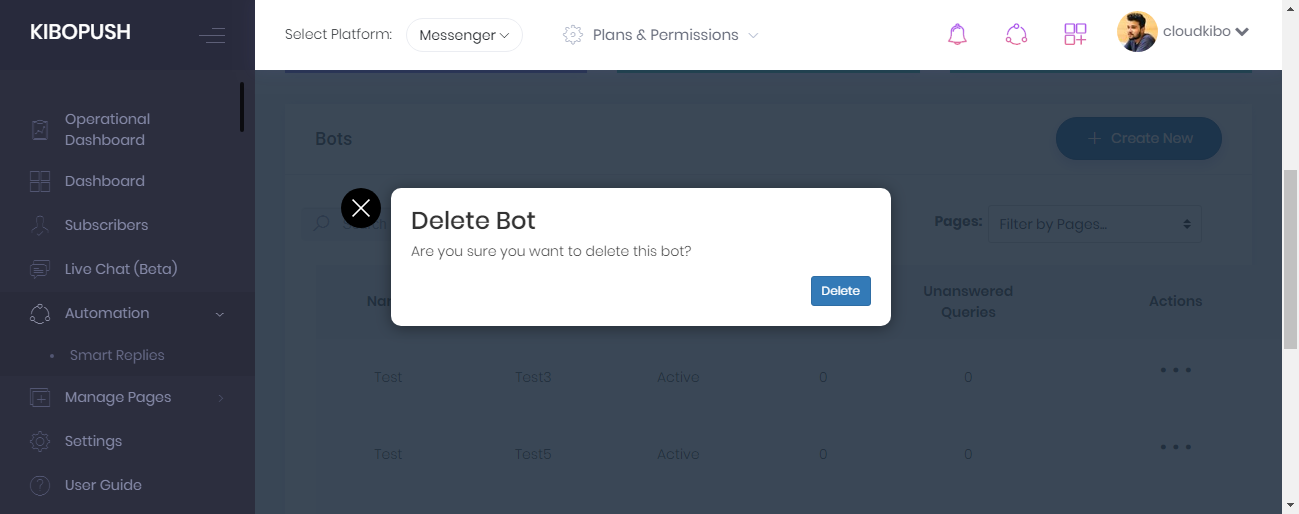 KIBOPUSH
Select Platform: Messenger
Plans & Permissions
cloudkibo
Operational
Dashboard
Dashboard
Subscribers
Live Chat (Beta)
Automation
Smart Replies
Manage Pages
Settings
User Guide
Bots
+ Create New
Pages: Filter by Pages...
Delete Bot
Are you sure you want to delete this bot?
Delete
Unanswered
Queries
Actions
Test Test3 Active 0 0
Test Test5 Active 0 0